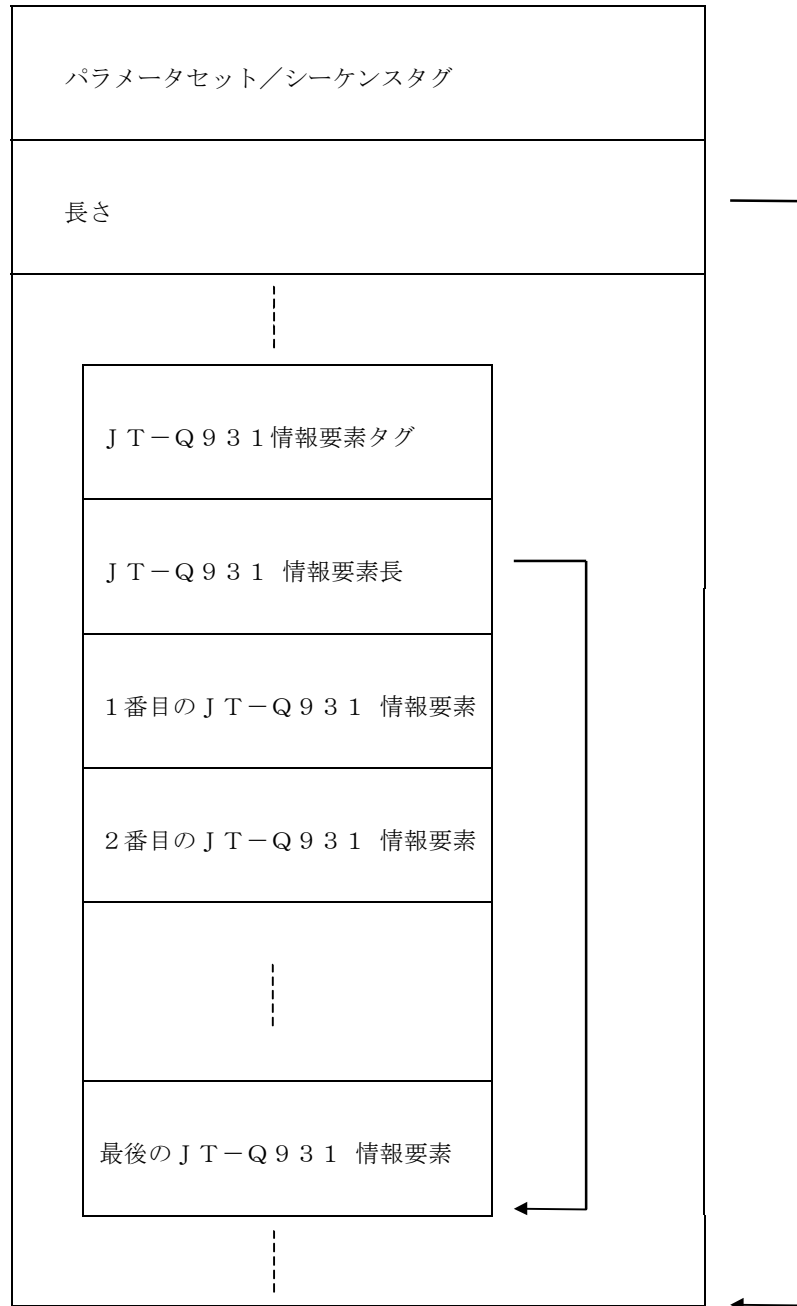 パラメータセット／シーケンスタグ
長さ
ＪＴ－Ｑ９３１情報要素タグ
ＪＴ－Ｑ９３１ 情報要素長
１番目のＪＴ－Ｑ９３１ 情報要素
２番目のＪＴ－Ｑ９３１ 情報要素
最後のＪＴ－Ｑ９３１ 情報要素